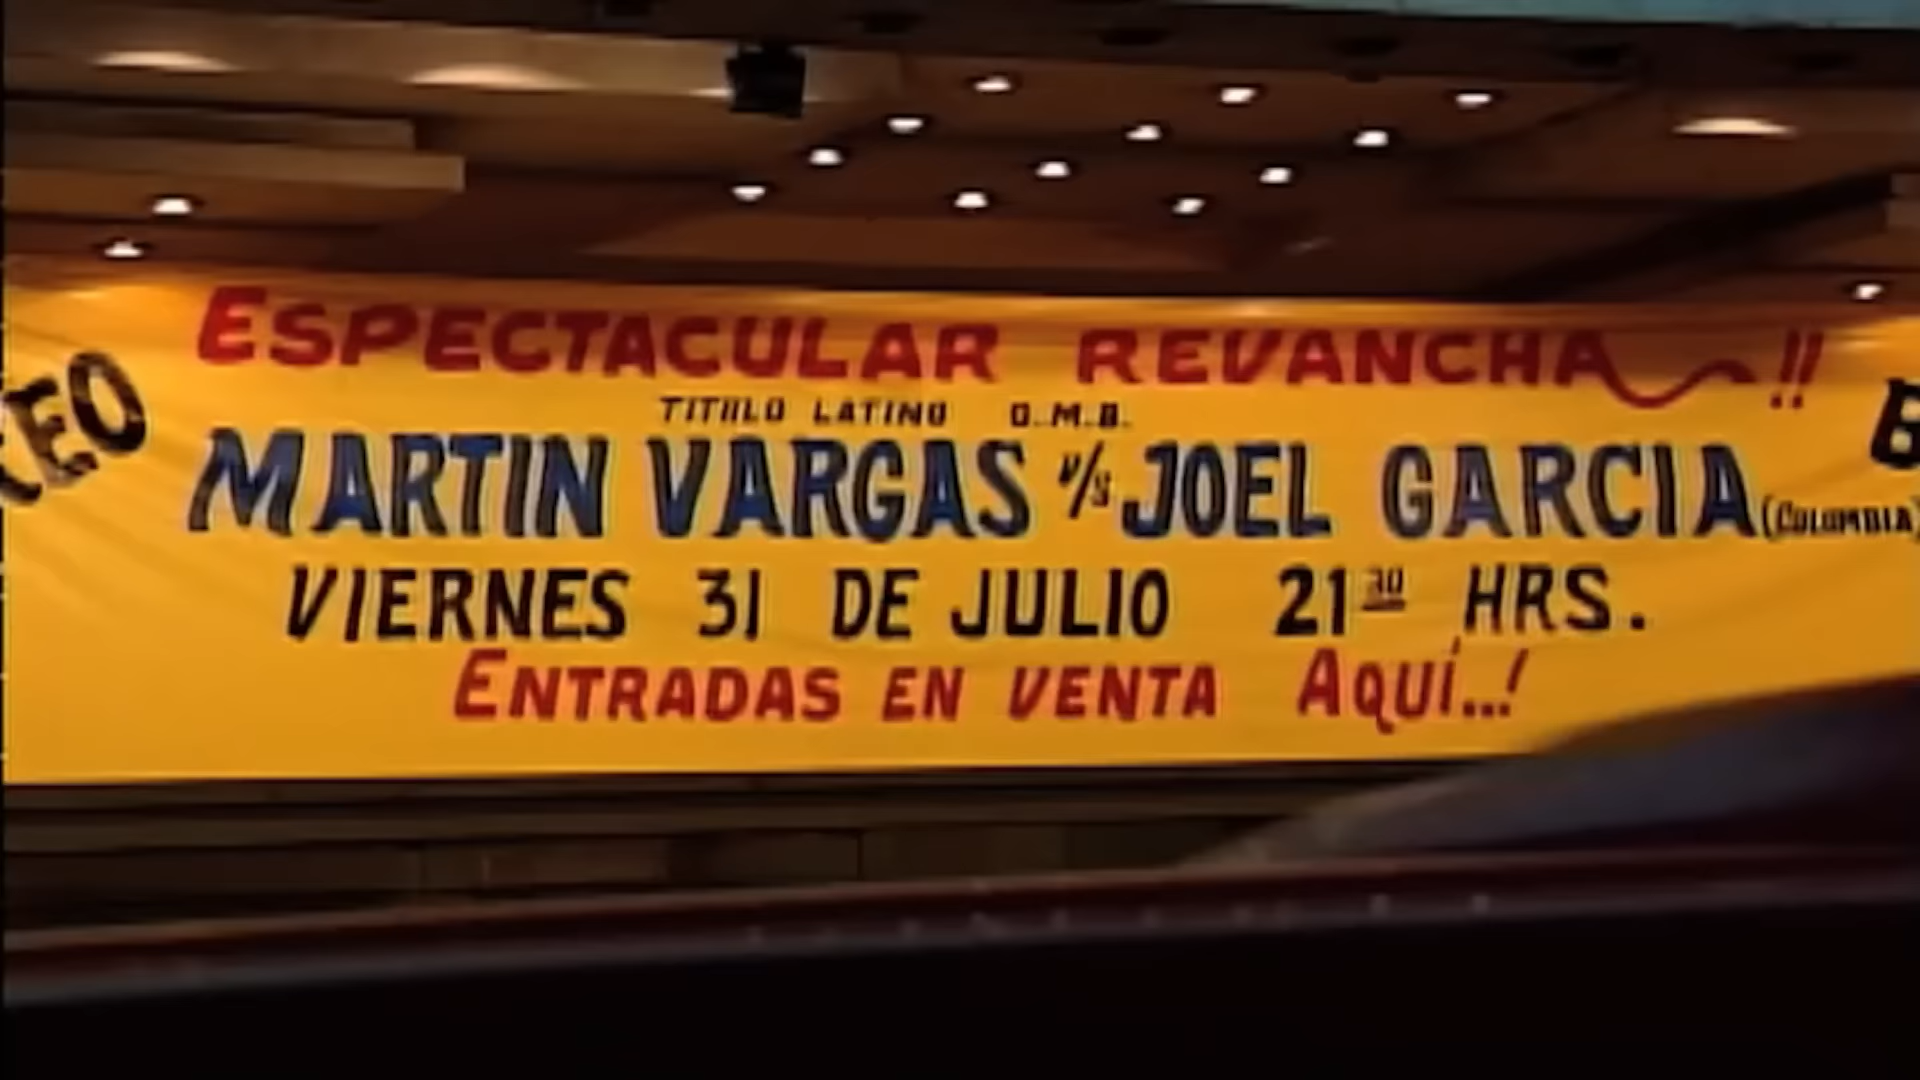 ESPECTACULAR REVANCHA !!
TITULO LATINO O.M.B.
MARTIN VARGAS V/S JOEL GARCIA (COLOMBIA)
VIERNES 31 DE JULIO 21 30 HRS.
ENTRADAS EN VENTA AQUÍ...!